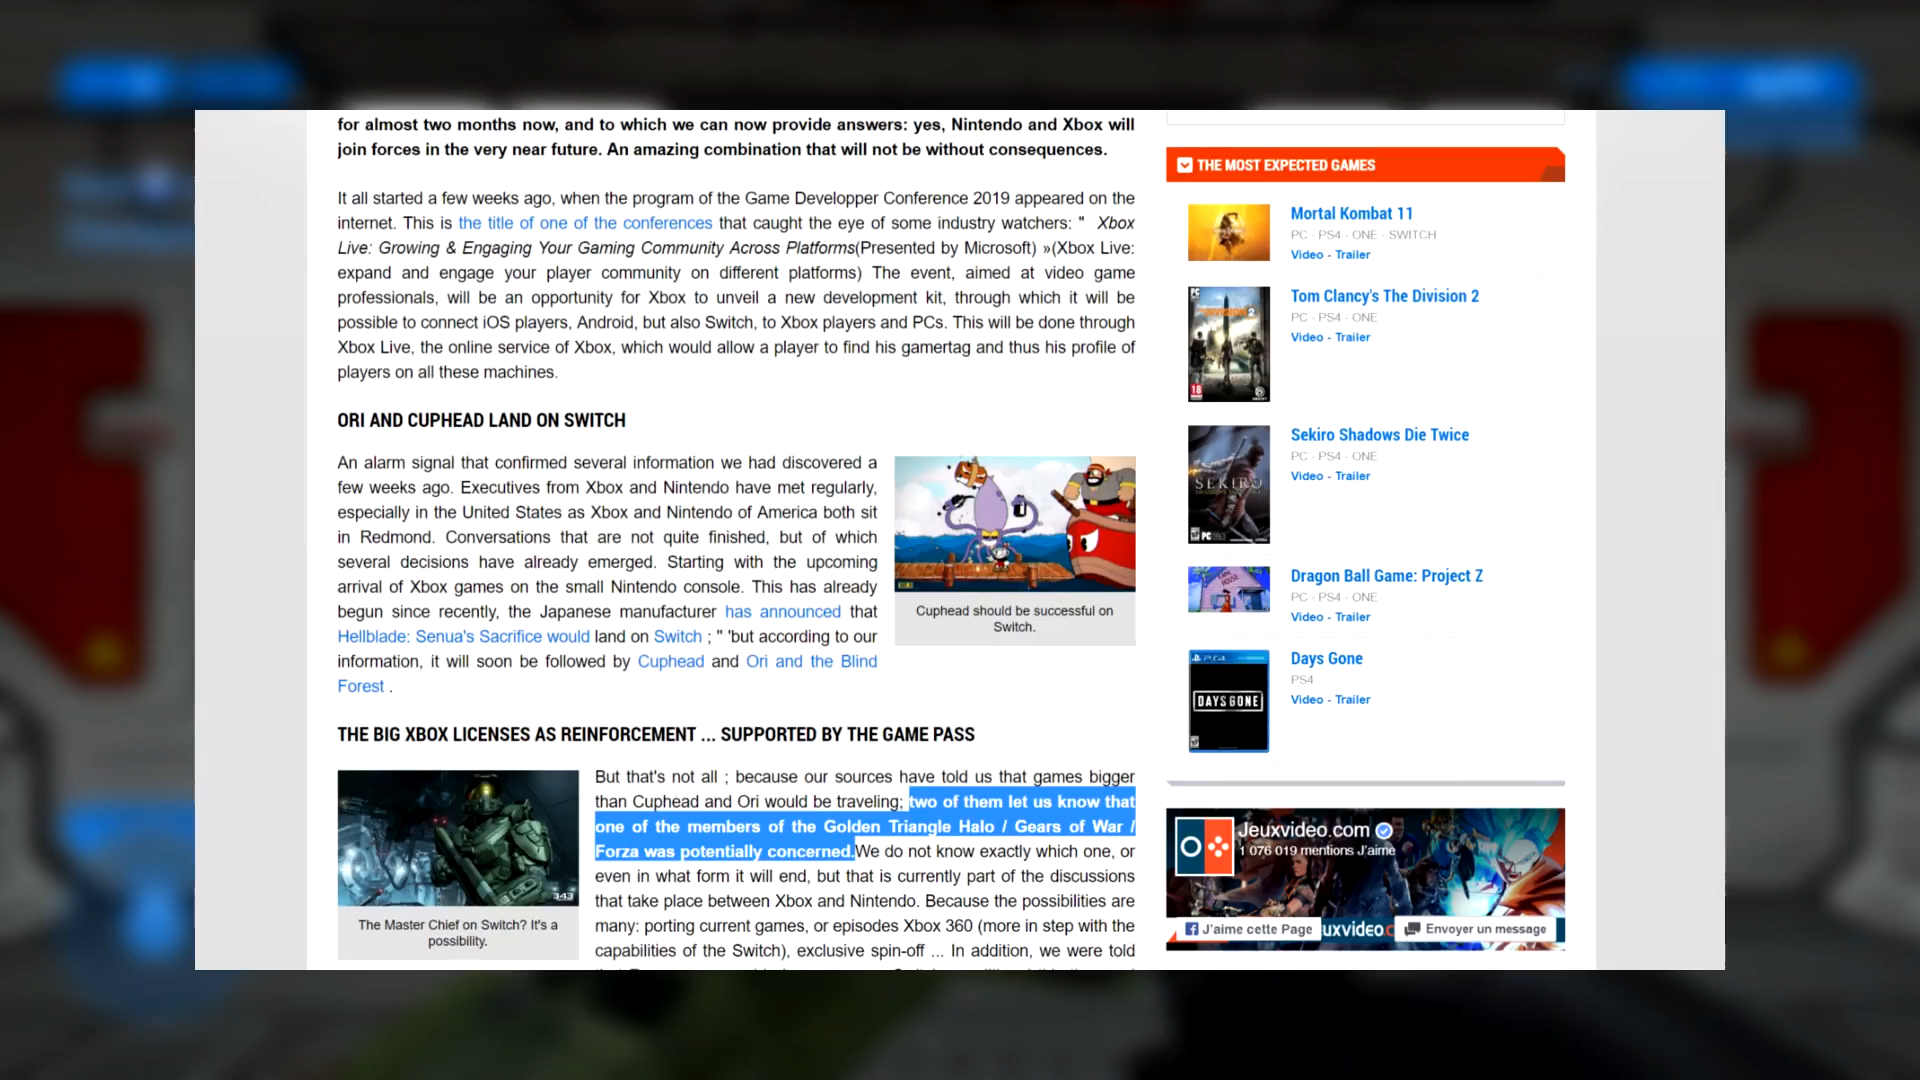 for almost two months now, and to which we can now provide answers: yes, Nintendo and Xbox will
join forces in the very near future. An amazing combination that will not be without consequences.
It all started a few weeks ago, when the program of the Game Developper Conference 2019 appeared on the
internet. This is the title of one of the conferences that caught the eye of some industry watchers: " Xbox
Live: Growing & Engaging Your Gaming Community Across Platforms(Presented by Microsoft) »(Xbox Live:
expand and engage your player community on different platforms) The event, aimed at video game
professionals, will be an opportunity for Xbox to unveil a new development kit, through which it will be
possible to connect iOS players, Android, but also Switch, to Xbox players and PCs. This will be done through
Xbox Live, the online service of Xbox, which would allow a player to find his gamertag and thus his profile of
players on all these machines.
ORI AND CUPHEAD LAND ON SWITCH
An alarm signal that confirmed several information we had discovered a
few weeks ago. Executives from Xbox and Nintendo have met regularly,
especially in the United States as Xbox and Nintendo of America both sit
in Redmond. Conversations that are not quite finished, but of which
several decisions have already emerged. Starting with the upcoming
arrival of Xbox games on the small Nintendo console. This has already
begun since recently, the Japanese manufacturer has announced that
Hellblade: Senua's Sacrifice would land on Switch ; " 'but according to our
information, it will soon be followed by Cuphead and Ori and the Blind
Forest .
Cuphead should be successful on
Switch.
THE BIG XBOX LICENSES AS REINFORCEMENT ... SUPPORTED BY THE GAME PASS
343
The Master Chief on Switch? It's a
possibility.
But that's not all ; because our sources have told us that games bigger
than Cuphead and Ori would be traveling; two of them let us know that
one of the members of the Golden Triangle Halo / Gears of War /
Forza was potentially concerned.We do not know exactly which one, or
even in what form it will end, but that is currently part of the discussions
that take place between Xbox and Nintendo. Because the possibilities are
many: porting current games, or episodes Xbox 360 (more in step with the
capabilities of the Switch), exclusive spin-off ... In addition, we were told
THE MOST EXPECTED GAMES
Mortal Kombat 11
PC - PS4 - ONE - SWITCH
Video - Trailer
PC
Tom Clancy's The Division 2
PC - PS4 - ONE
Video - Trailer
18
SEKIRO
PC
Sekiro Shadows Die Twice
PC - PS4 - ONE
Video - Trailer
KAME HOUSE
Dragon Ball Game: Project Z
PC - PS4 - ONE
Video - Trailer
PS4
DAYS GONE
Days Gone
PS4
Video - Trailer
Jeuxvideo.com
1 076 019 mentions J'aime
J'aime cette Page
uxvideo
Envoyer un message